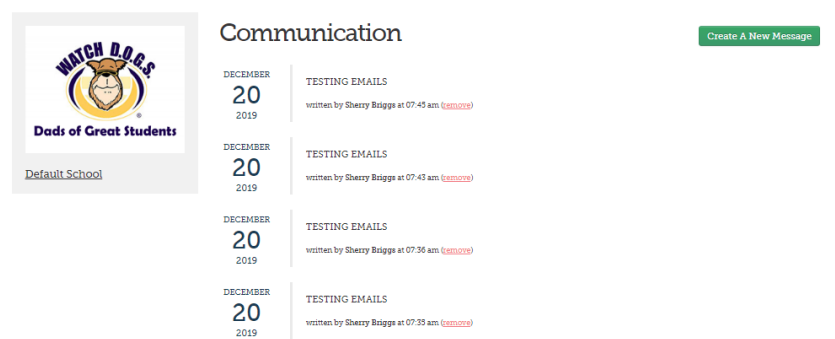 WATCH D.O.G.S.
®
Dads of Great Students
Default School
Communication
Create A New Message
DECEMBER
20
2019
TESTING EMAILS
written by Sherry Briggs at 07:45 am (remove)
DECEMBER
20
2019
TESTING EMAILS
written by Sherry Briggs at 07:43 am (remove)
DECEMBER
20
2019
TESTING EMAILS
written by Sherry Briggs at 07:36 am (remove)
DECEMBER
20
2019
TESTING EMAILS
written by Sherry Briggs at 07:35 am (remove)